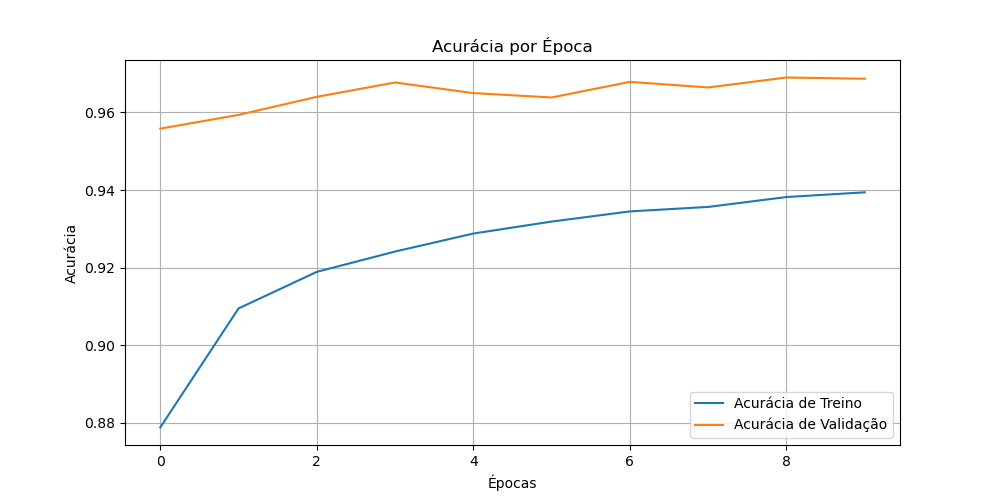 Acurácia por Época
Acurácia
0.96
0.94
0.92
0.90
0.88
0 2 4 6 8
Épocas
Acurácia de Treino
Acurácia de Validação